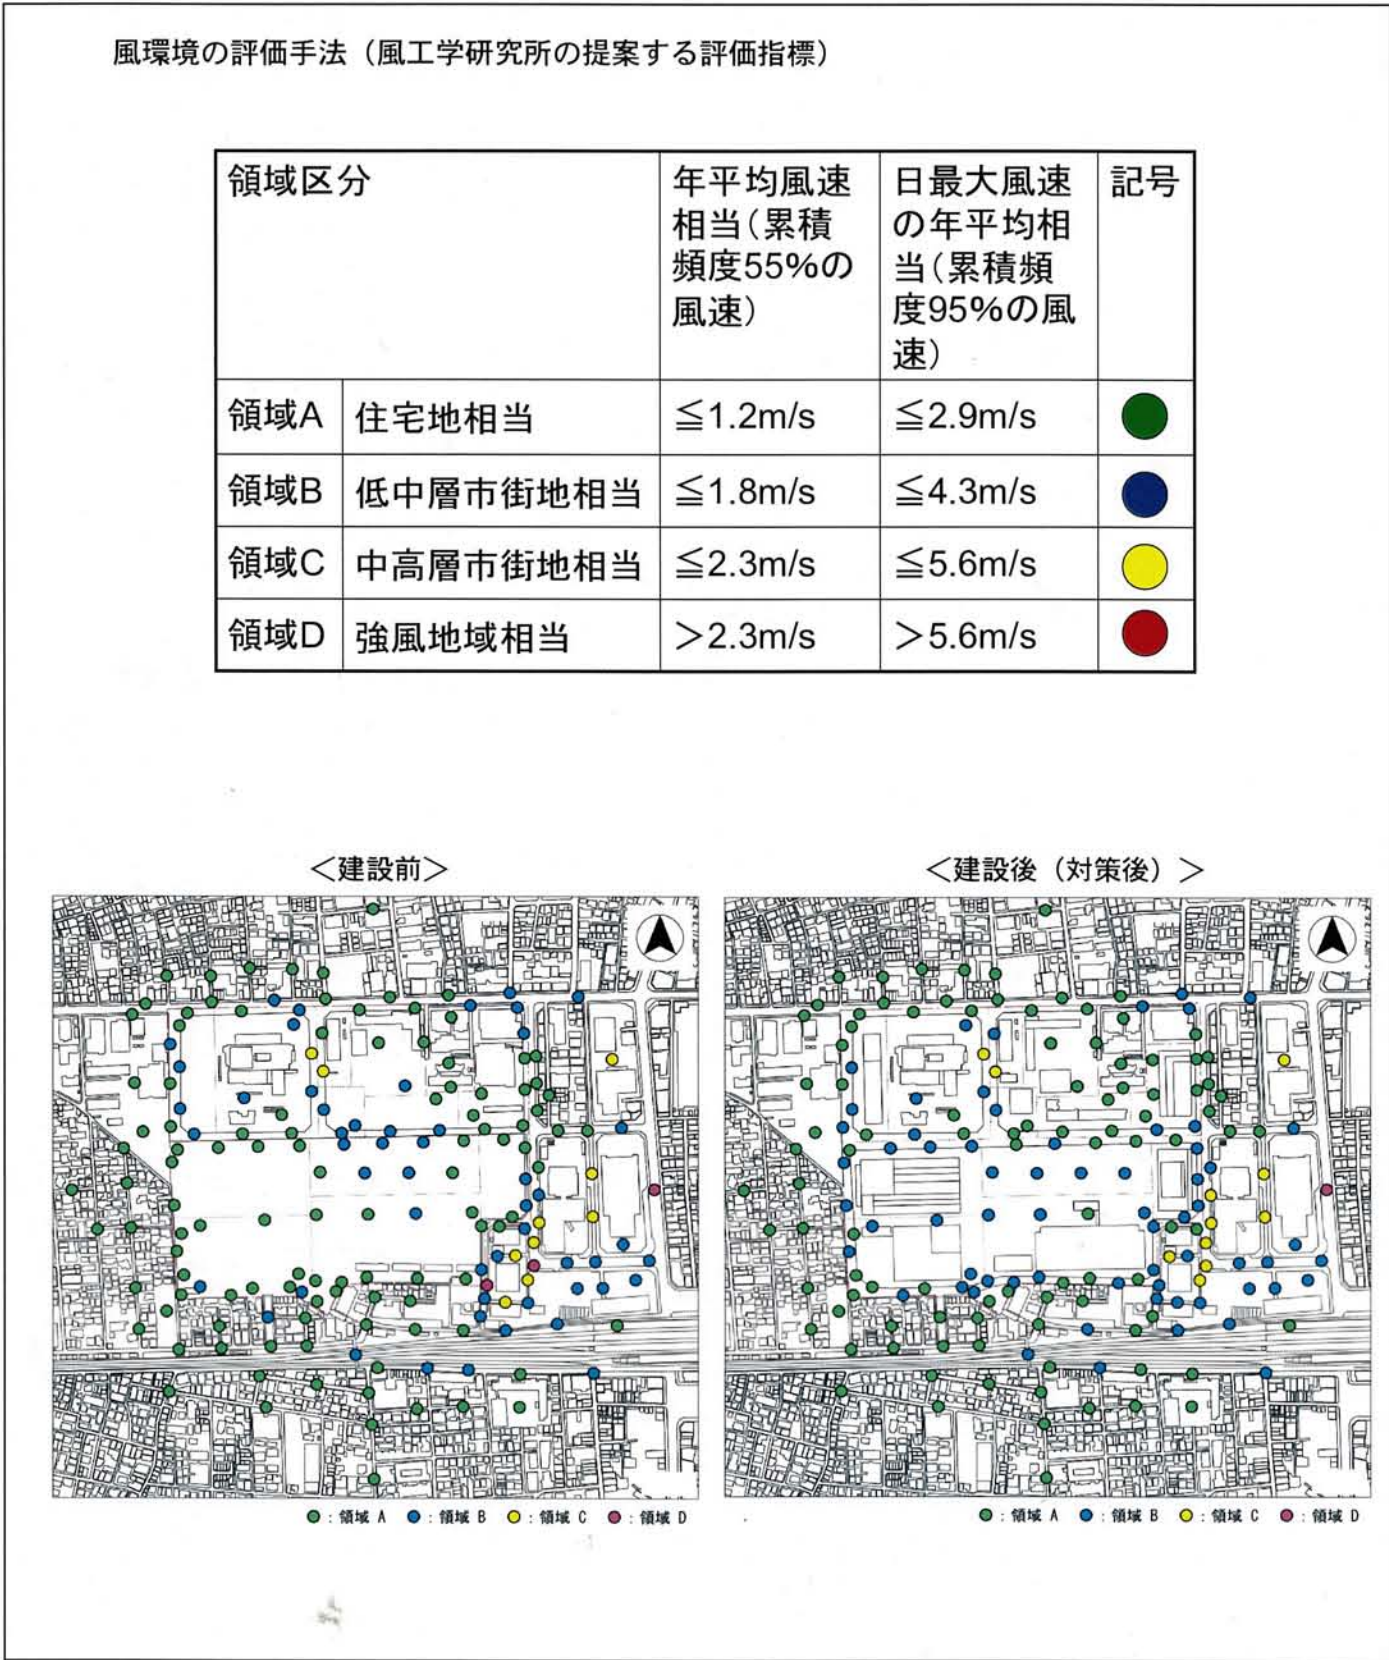 風環境の評価手法（風工学研究所の提案する評価指標）
領域区分
年平均風速
相当（累積
頻度55%の
風速）
日最大風速
の年平均相
当（累積頻
度95%の風
速）
記号
領域A 住宅地相当 ≦1.2m/s ≦2.9m/s
領域B 低中層市街地相当 ≦1.8m/s ≦4.3m/s
領域C 中高層市街地相当 ≦2.3m/s ≦5.6m/s
領域D 強風地域相当 ＞2.3m/s ＞5.6m/s
＜建設前＞
＜建設後（対策後）＞
：領域 A ：領域 B ：領域 C ：領域 D
：領域 A ：領域 B ：領域 C ：領域 D